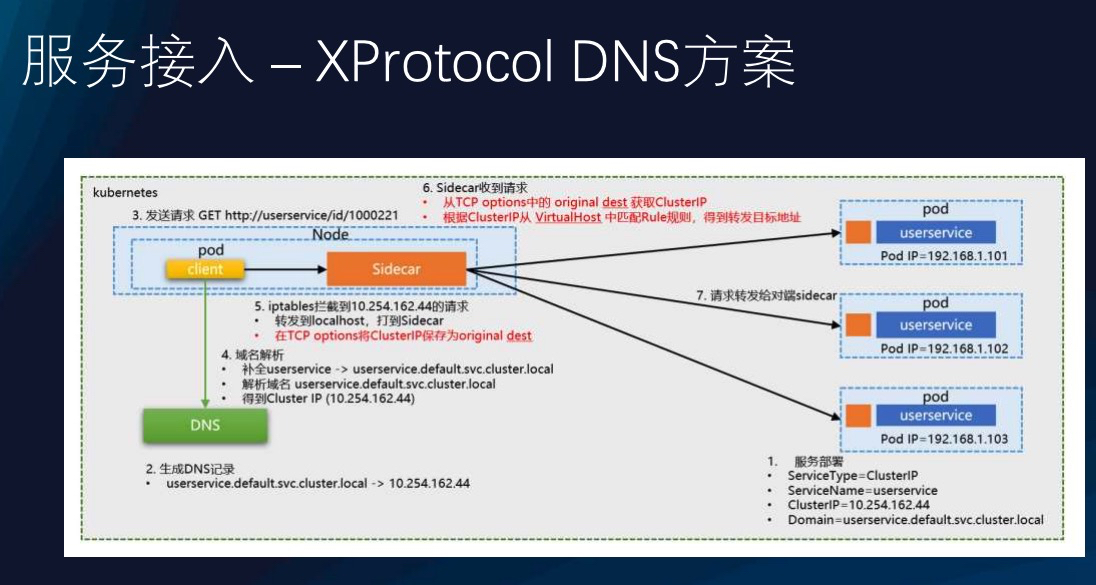 服务接入 – XProtocol DNS方案
kubernetes
3. 发送请求 GET http://userservice/id/1000221
6. Sidecar收到请求
• 从TCP options中的 original dest 获取ClusterIP
• 根据ClusterIP从 VirtualHost 中匹配Rule规则，得到转发目标地址
Node
pod
client
Sidecar
5. iptables拦截到10.254.162.44的请求
• 转发到localhost，打到Sidecar
• 在TCP options将ClusterIP保存为original dest
4. 域名解析
• 补全userservice -> userservice.default.svc.cluster.local
• 解析域名 userservice.default.svc.cluster.local
• 得到Cluster IP (10.254.162.44)
DNS
2. 生成DNS记录
• userservice.default.svc.cluster.local -> 10.254.162.44
7. 请求转发给对端sidecar
pod
userservice
Pod IP=192.168.1.101
pod
userservice
Pod IP=192.168.1.102
pod
userservice
Pod IP=192.168.1.103
1. 服务部署
• ServiceType=ClusterIP
• ServiceName=userservice
• ClusterIP=10.254.162.44
• Domain=userservice.default.svc.cluster.local